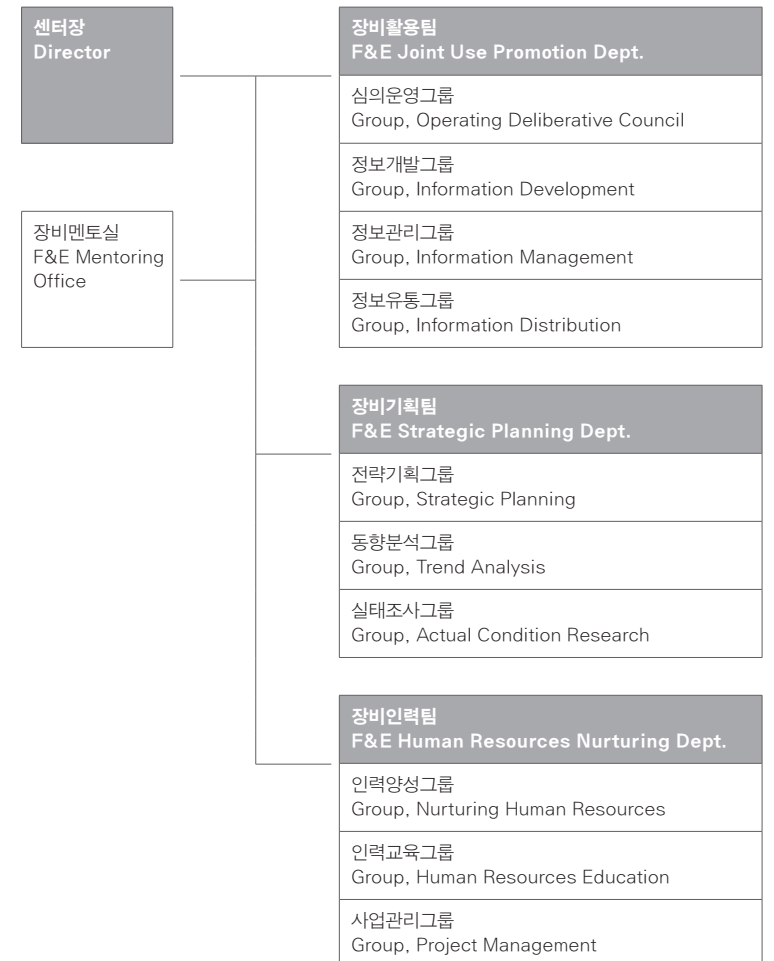 센터장
Director
장비멘토실
F&E Mentoring
Office
장비활용팀
F&E Joint Use Promotion Dept.
심의운영그룹
Group, Operating Deliberative Council
정보개발그룹
Group, Information Development
정보관리그룹
Group, Information Management
정보유통그룹
Group, Information Distribution
장비기획팀
F&E Strategic Planning Dept.
전략기획그룹
Group, Strategic Planning
동향분석그룹
Group, Trend Analysis
실태조사그룹
Group, Actual Condition Research
장비인력팀
F&E Human Resources Nurturing Dept.
인력양성그룹
Group, Nurturing Human Resources
인력교육그룹
Group, Human Resources Education
사업관리그룹
Group, Project Management